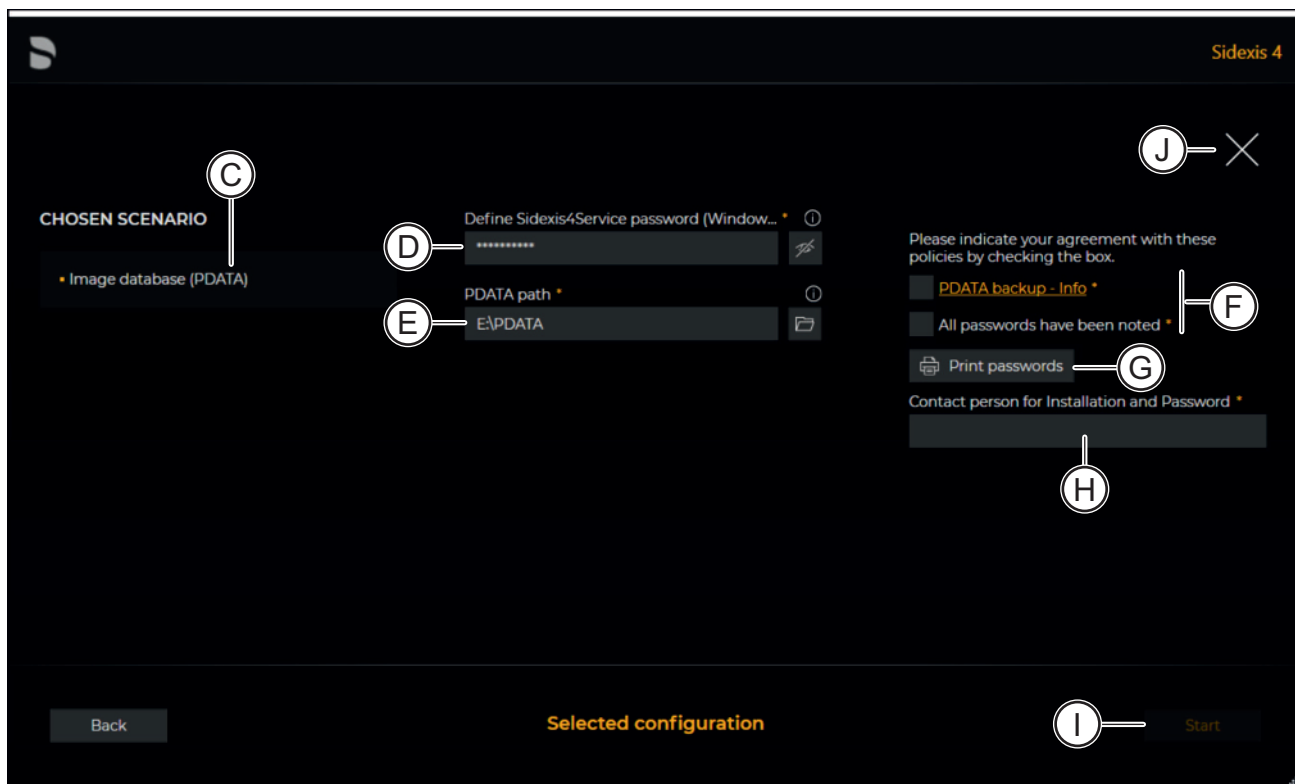 Sidexis 4
J
C
CHOSEN SCENARIO
Image database (PDATA)
Define Sidexis4Service password (Window... *
D
**********
PDATA path *
E
E:\PDATA
Please indicate your agreement with these
policies by checking the box.
PDATA backup - Info *
All passwords have been noted *
F
Print passwords
G
Contact person for Installation and Password *
H
Back
Selected configuration
I
Start